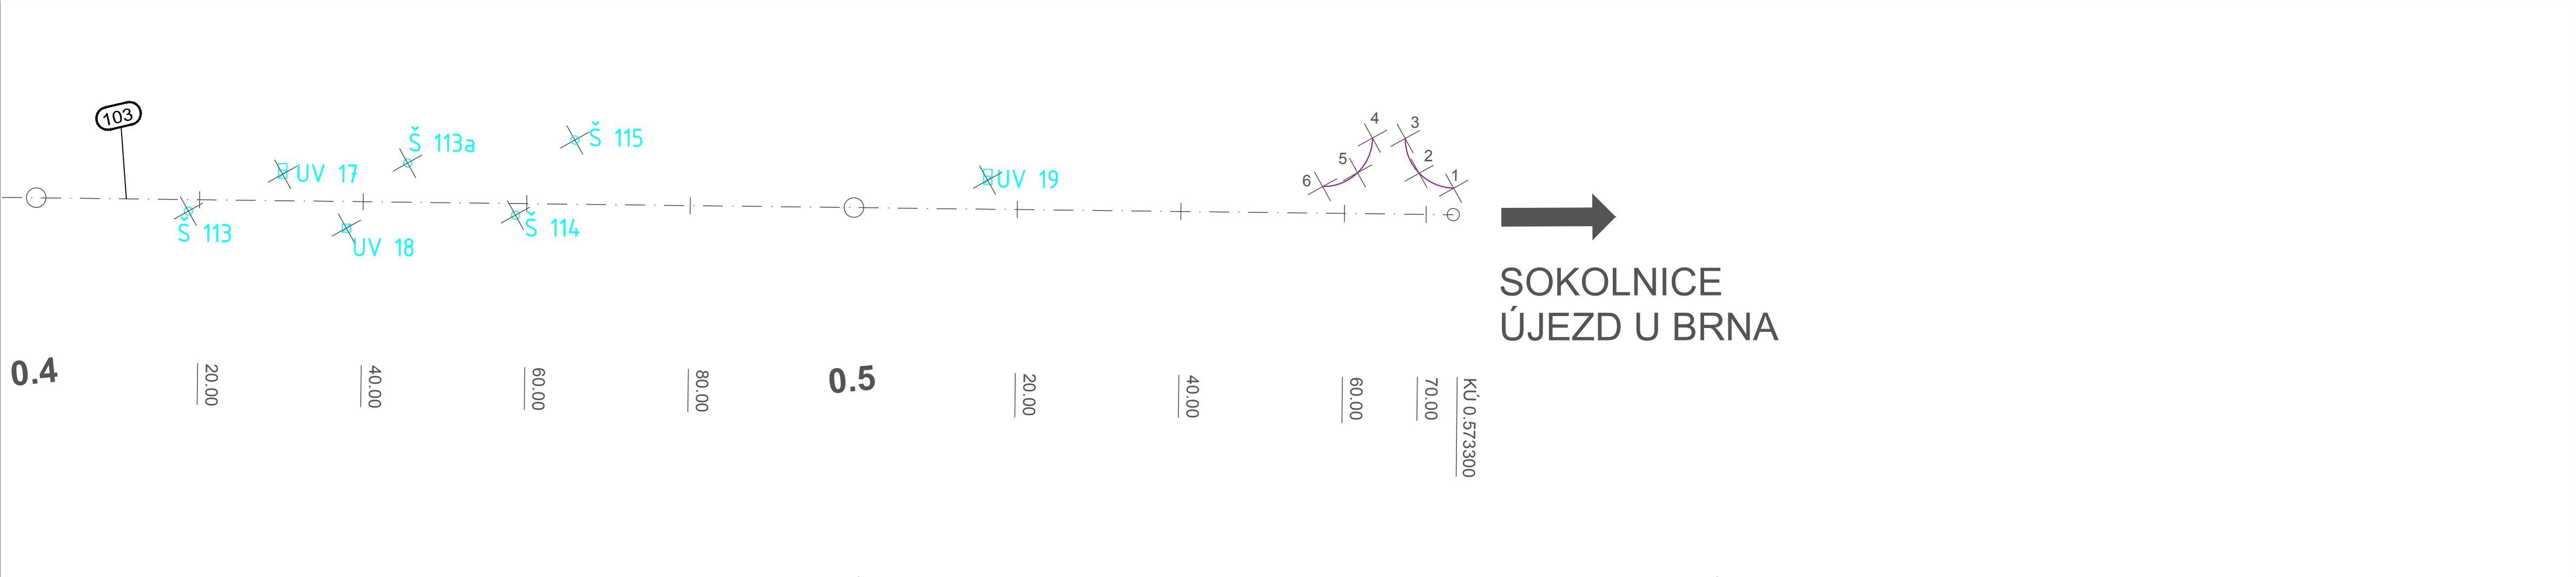 103
4
3
Š 113a
Š 115
5
2
UV 17
6
1
UV 19
Š 113
UV 18
Š 114
SOKOLNICE
ÚJEZD U BRNA
0.4
20.00
40.00
60.00
80.00
0.5
20.00
40.00
60.00
70.00
KÚ 0.573300